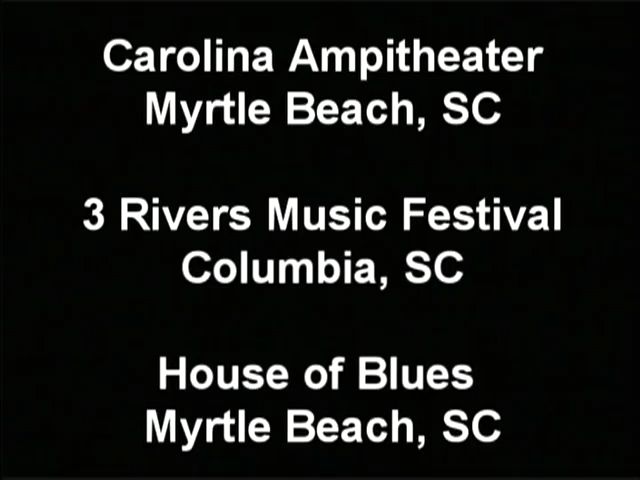 Carolina Ampitheater
Myrtle Beach, SC
3 Rivers Music Festival
Columbia, SC
House of Blues
Myrtle Beach, SC